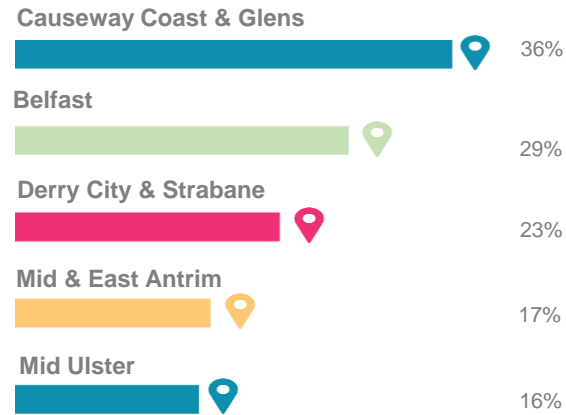 Causeway Coast & Glens
36%
Belfast
29%
Derry City & Strabane
23%
Mid & East Antrim
17%
Mid Ulster
16%